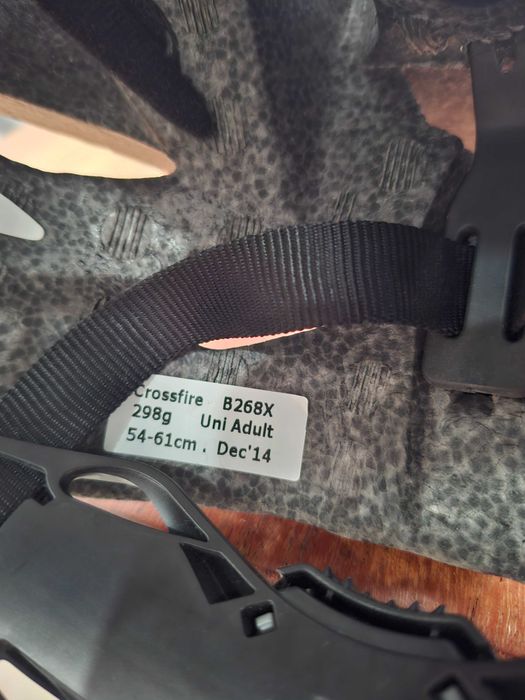 Crossfire B268X
298g Uni Adult
54-61cm . Dec'14